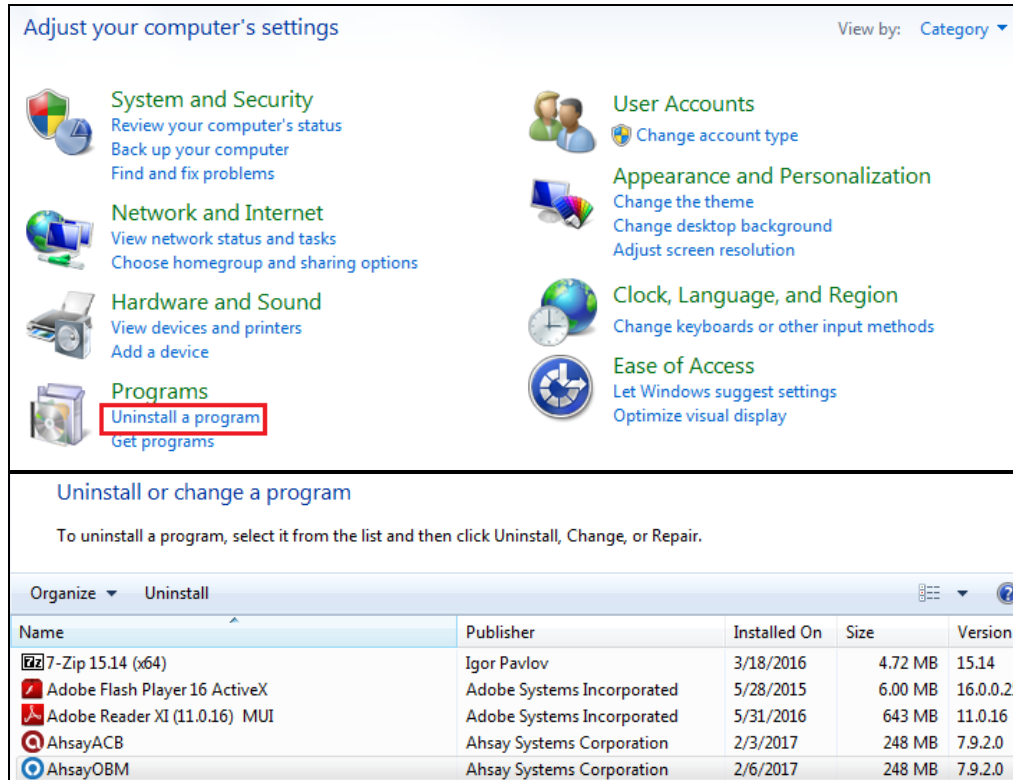 Adjust your computer's settings
View by: Category
System and Security
Review your computer's status
Back up your computer
Find and fix problems
Network and Internet
View network status and tasks
Choose homegroup and sharing options
Hardware and Sound
View devices and printers
Add a device
Programs
Uninstall a program
Get programs
User Accounts
Change account type
Appearance and Personalization
Change the theme
Change desktop background
Adjust screen resolution
Clock, Language, and Region
Change keyboards or other input methods
Ease of Access
Let Windows suggest settings
Optimize visual display
Uninstall or change a program
To uninstall a program, select it from the list and then click Uninstall, Change, or Repair.
Organize Uninstall
Name Publisher Installed On Size Version
7-Zip 15.14 (x64) Igor Pavlov 3/18/2016 4.72 MB 15.14
Adobe Flash Player 16 ActiveX Adobe Systems Incorporated 5/28/2015 6.00 MB 16.0.0.2
Adobe Reader XI (11.0.16) MUI Adobe Systems Incorporated 5/31/2016 643 MB 11.0.16
AhsayACB Ahsay Systems Corporation 2/3/2017 248 MB 7.9.2.0
AhsayOBM Ahsay Systems Corporation 2/6/2017 248 MB 7.9.2.0